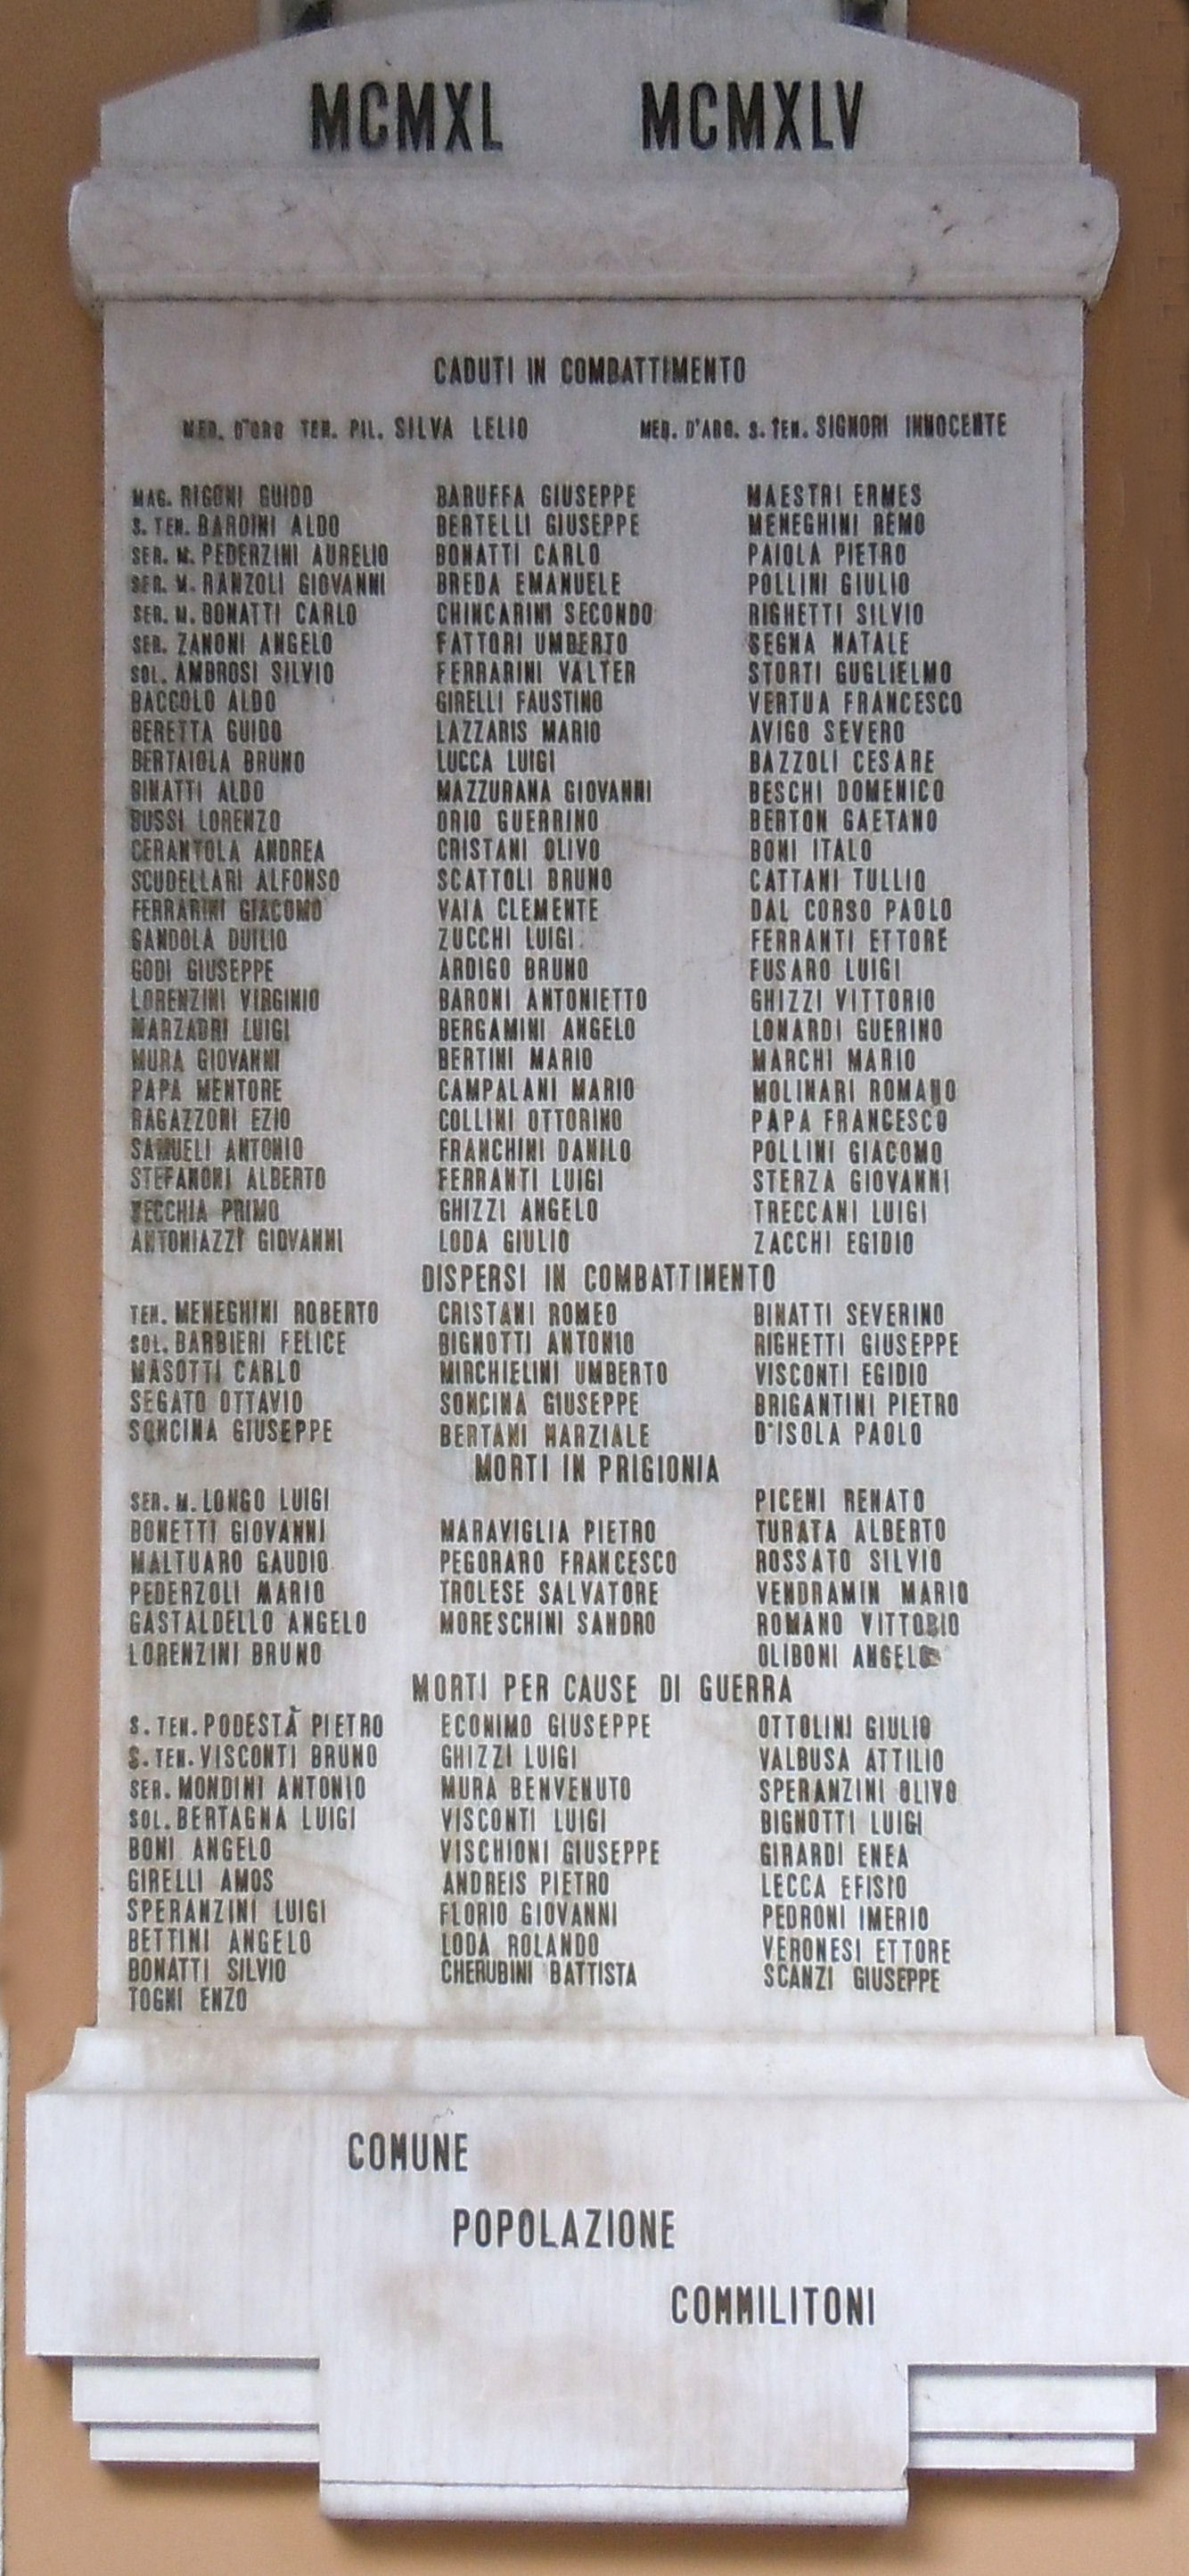 MCMXL MCMXLV
CADUTI IN COMBATTIMENTO
MED. D'ORO TEN. PIL. SILVA LELIO MED. D'ARG. S. TEN. SIGNORI INNOCENTE
MAG. RIGONI GUIDO BARUFFA GIUSEPPE MAESTRI ERMES
S. TEN. BARDINI ALDO BERTELLI GIUSEPPE MENEGHINI REMO
SER. M. PEDERZINI AURELIO BONATTI CARLO PAIOLA PIETRO
SER. M. RANZOLI GIOVANNI BREDA EMANUELE POLLINI GIULIO
SER. M. BONATTI CARLO CHINCARINI SECONDO RIGHETTI SILVIO
SER. ZANONI ANGELO FATTORI UMBERTO SEGNA NATALE
SOL. AMBROSI SILVIO FERRARINI VALTER STORTI GUGLIELMO
BACCOLO ALDO GIRELLI FAUSTINO VERTUA FRANCESCO
BERETTA GUIDO LAZZARIS MARIO AVIGO SEVERO
BERTAIOLA BRUNO LUCCA LUIGI BAZZOLI CESARE
BINATTI ALDO MAZZURANA GIOVANNI BESCHI DOMENICO
BUSSI LORENZO ORIO GUERRINO BERTON GAETANO
CERANTOLA ANDREA CRISTANI OLIVO BONI ITALO
SCUDELLARI ALFONSO SCATTOLI BRUNO CATTANI TULLIO
FERRARINI GIACOMO VAIA CLEMENTE DAL CORSO PAOLO
GANDOLA DUILIO ZUCCHI LUIGI FERRANTI ETTORE
GODI GIUSEPPE ARDIGO BRUNO FUSARO LUIGI
LORENZINI VIRGINIO BARONI ANTONIETTO GHIZZI VITTORIO
MARZADRI LUIGI BERGAMINI ANGELO LONARDI GUERINO
MURA GIOVANNI BERTINI MARIO MARCHI MARIO
PAPA MENTORE CAMPALANI MARIO MOLINARI ROMANO
RAGAZZONI EZIO COLLINI OTTORINO PAPA FRANCESCO
SAMUELI ANTONIO FRANCHINI DANILO POLLINI GIACOMO
STEFANONI ALBERTO FERRANTI LUIGI STERZA GIOVANNI
VECCHIA PRIMO GHIZZI ANGELO TRECCANI LUIGI
ANTONIAZZI GIOVANNI LODA GIULIO ZACCHI EGIDIO
DISPERSI IN COMBATTIMENTO
TEN. MENEGHINI ROBERTO CRISTANI ROMEO BINATTI SEVERINO
SOL. BARBIERI FELICE BIGNOTTI ANTONIO RIGHETTI GIUSEPPE
MASOTTI CARLO MIRCHIELINI UMBERTO VISCONTI EGIDIO
SEGATO OTTAVIO SONCINA GIUSEPPE BRIGANTINI PIETRO
SONCINA GIUSEPPE BERTANI MARZIALE D'ISOLA PAOLO
MORTI IN PRIGIONIA
SER. M. LONGO LUIGI PICENI RENATO
BONETTI GIOVANNI MARAVIGLIA PIETRO TURATA ALBERTO
MALTUARO GAUDIO PEGORARO FRANCESCO ROSSATO SILVIO
PEDERZOLI MARIO TROLESE SALVATORE VENDRAMIN MARIO
GASTALDELLO ANGELO MORESCHINI SANDRO ROMANO VITTORIO
LORENZINI BRUNO OLIBONI ANGELO
MORTI PER CAUSE DI GUERRA
S. TEN. PODESTÀ PIETRO ECONIMO GIUSEPPE OTTOLINI GIULIO
S. TEN. VISCONTI BRUNO GHIZZI LUIGI VALBUSA ATTILIO
SER. MONDINI ANTONIO MURA BENVENUTO SPERANZINI OLIVO
SOL. BERTAGNA LUIGI VISCONTI LUIGI BIGNOTTI LUIGI
BONI ANGELO VISCHIONI GIUSEPPE GIRARDI ENEA
GIRELLI AMOS ANDREIS PIETRO LECCA EFISIO
SPERANZINI LUIGI FLORIO GIOVANNI PEDRONI IMERIO
BETTINI ANGELO LODA ROLANDO VERONESI ETTORE
BONATTI SILVIO CHERUBINI BATTISTA SCANZI GIUSEPPE
TOGNI ENZO
COMUNE
POPOLAZIONE
COMMILITONI